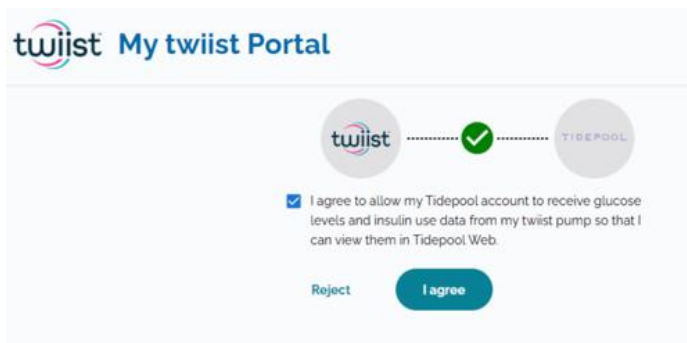 twiist My twiist Portal
twiist TIDEPOOL
I agree to allow my Tidepool account to receive glucose
levels and insulin use data from my twiist pump so that I
can view them in Tidepool Web.
Reject I agree